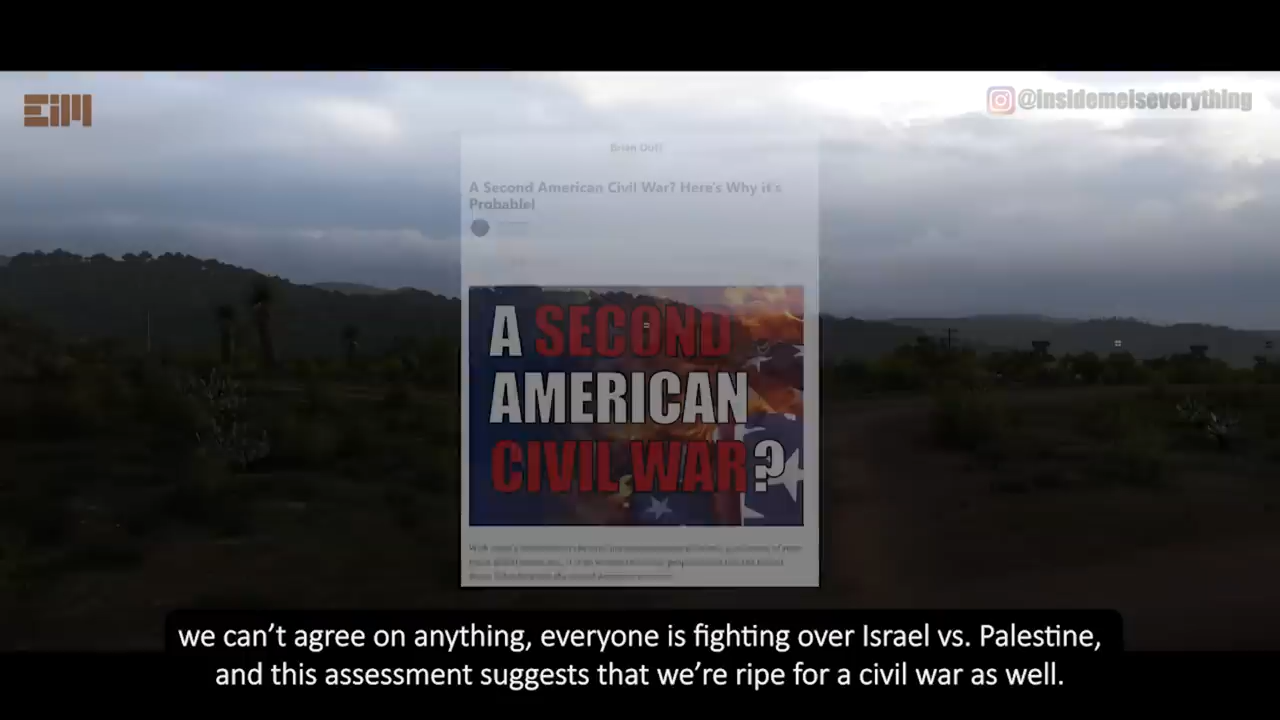 EiM
@insidemeiseverything
A Second American Civil War? Here's Why it's
Probable!
A SECOND
AMERICAN
CIVIL WAR?
we can't agree on anything, everyone is fighting over Israel vs. Palestine,
and this assessment suggests that we're ripe for a civil war as well.